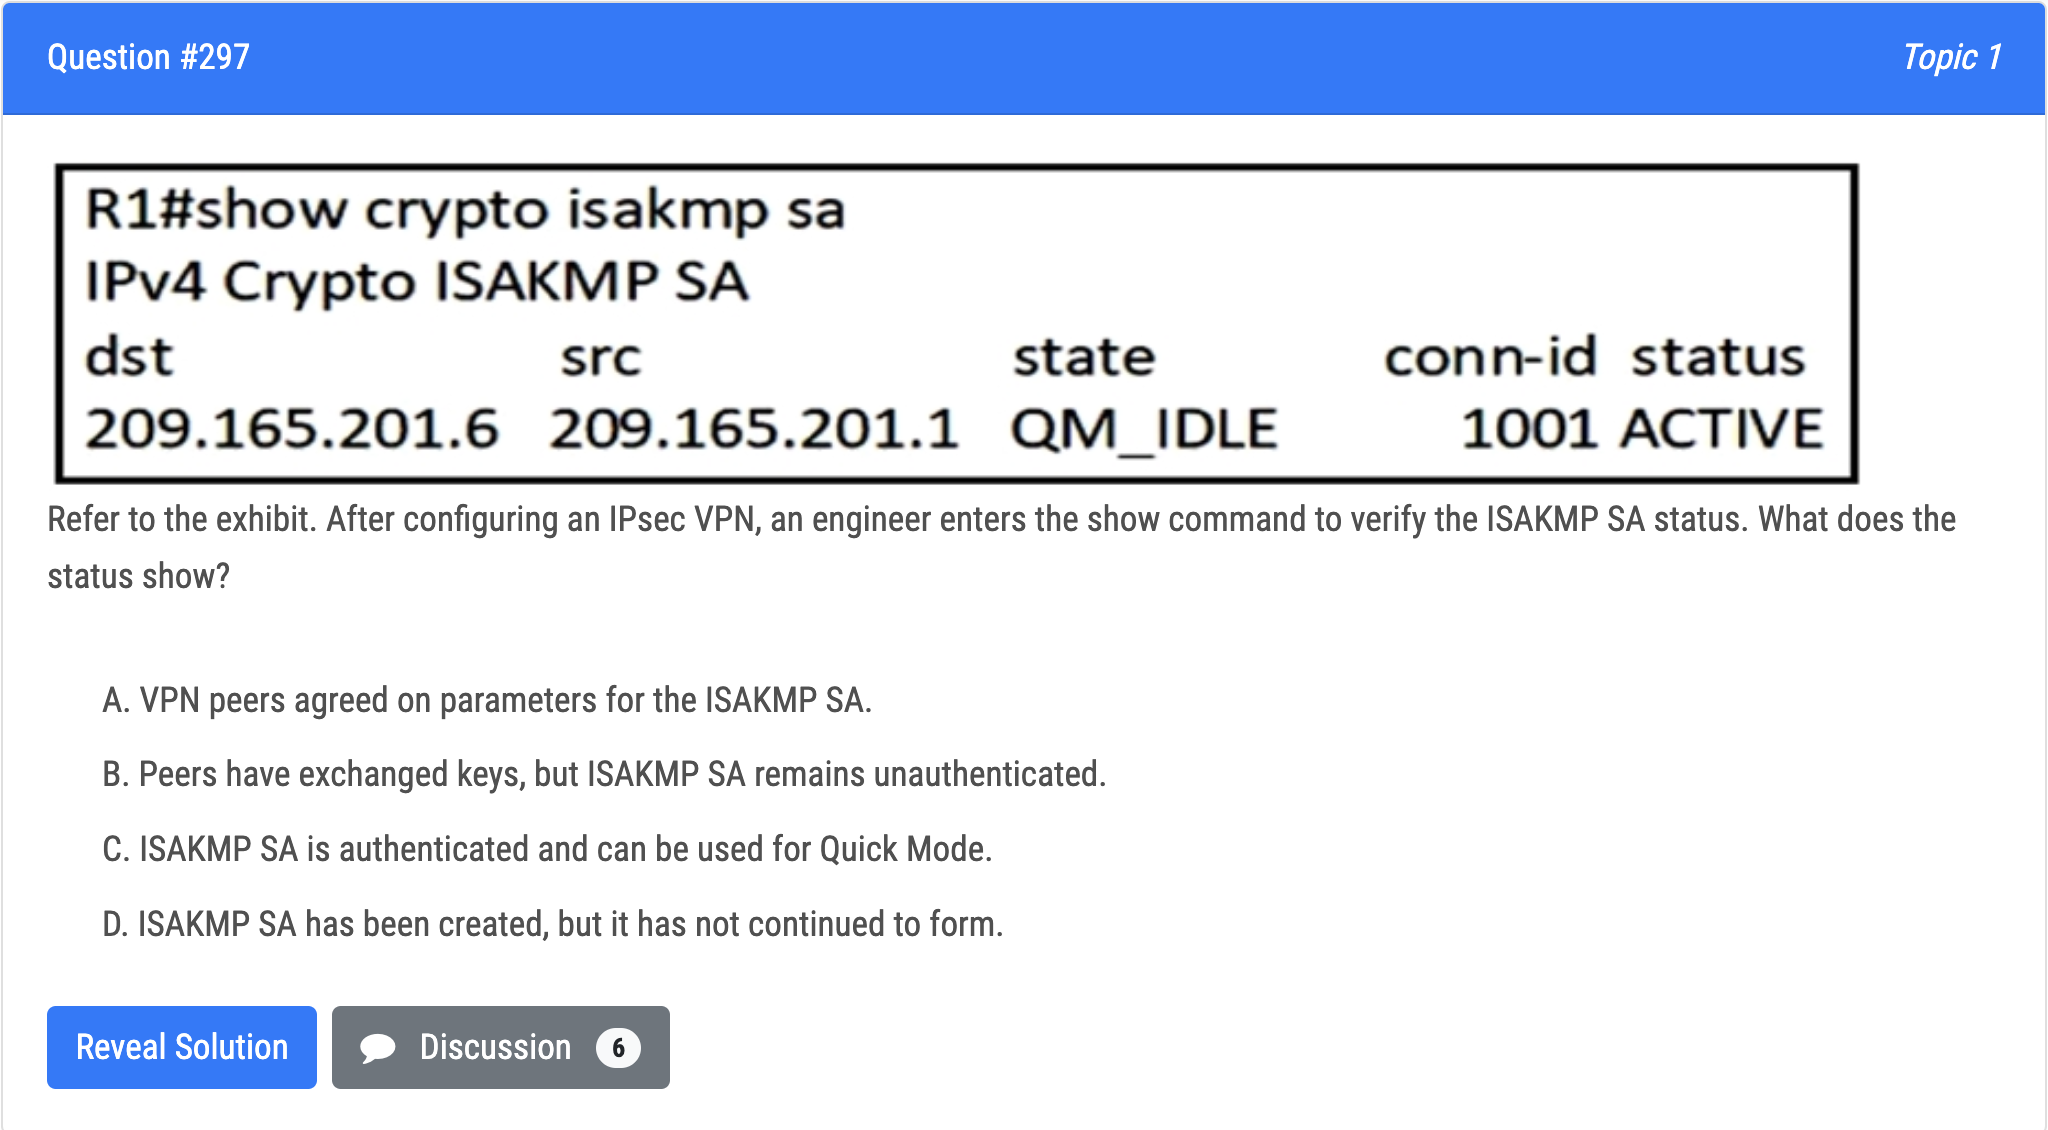 Question #297
Topic 1
R1#show crypto isakmp sa
IPv4 Crypto ISAKMP SA
dst src state conn-id status
209.165.201.6 209.165.201.1 QM_IDLE 1001 ACTIVE
Refer to the exhibit. After configuring an IPsec VPN, an engineer enters the show command to verify the ISAKMP SA status. What does the
status show?
A. VPN peers agreed on parameters for the ISAKMP SA.
B. Peers have exchanged keys, but ISAKMP SA remains unauthenticated.
C. ISAKMP SA is authenticated and can be used for Quick Mode.
D. ISAKMP SA has been created, but it has not continued to form.
Reveal Solution Discussion 6